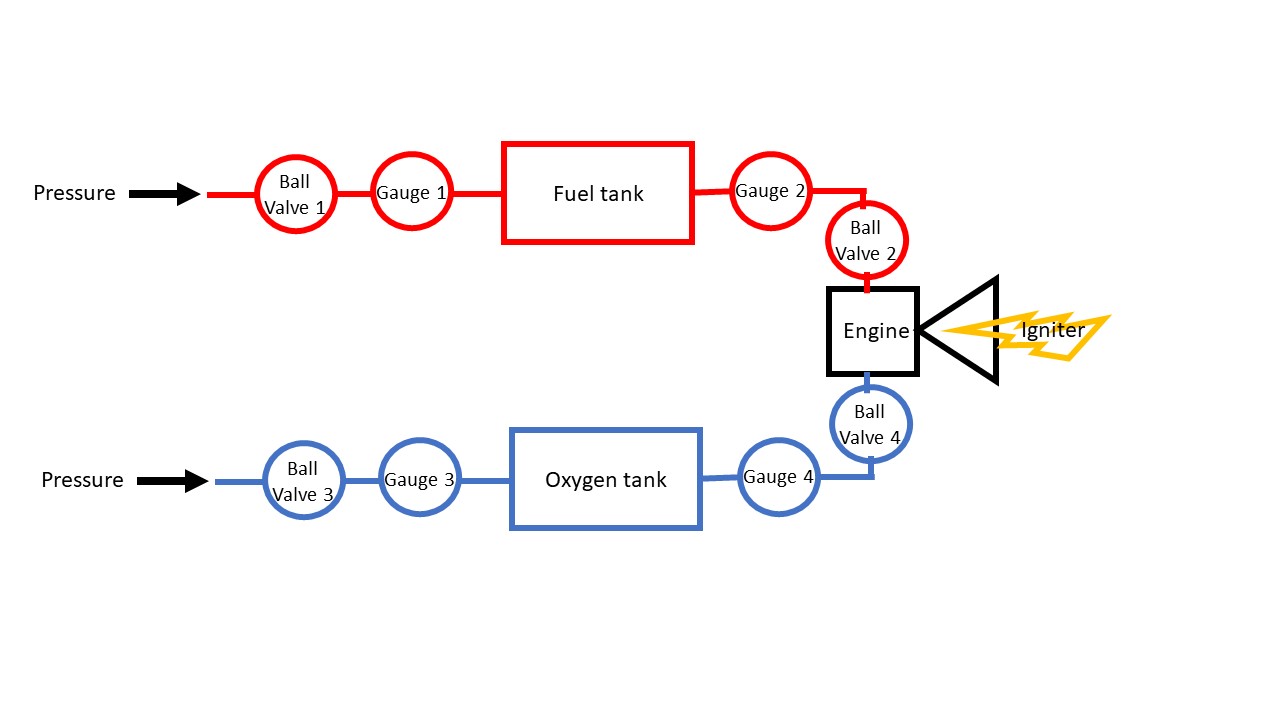 Pressure
Ball
Valve 1
Gauge 1
Fuel tank
Gauge 2
Ball
Valve 2
Engine
Igniter
Ball
Valve 4
Pressure
Ball
Valve 3
Gauge 3
Oxygen tank
Gauge 4